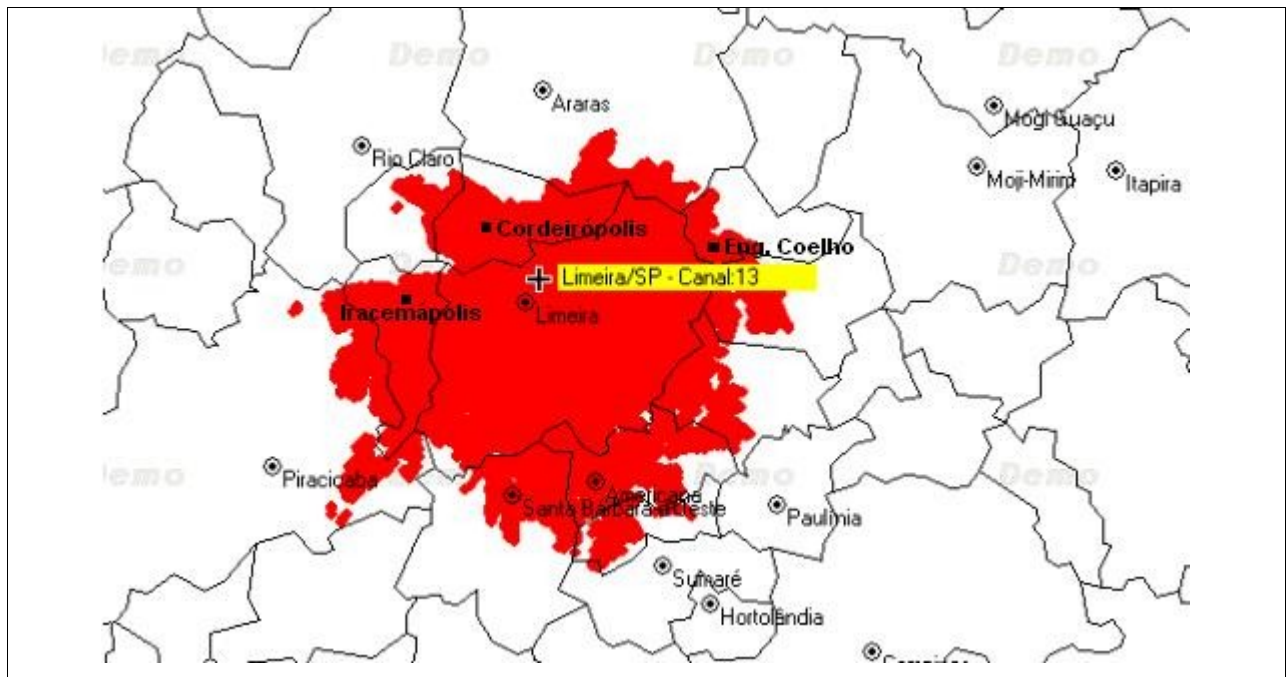 Demo
Demo
Demo
Araras
Mogi Guaçu
Rio Claro
Moji-Mirim
Itapira
Cordeirópolis
Eng. Coelho
Demo
Demo
Limeira/SP - Canal:13
Iracemápolis
Limeira
Demo
Demo
Demo
Piracicaba
Americana
Santa Bárbara d'Oeste
Paulínia
Sumaré
Hortolândia